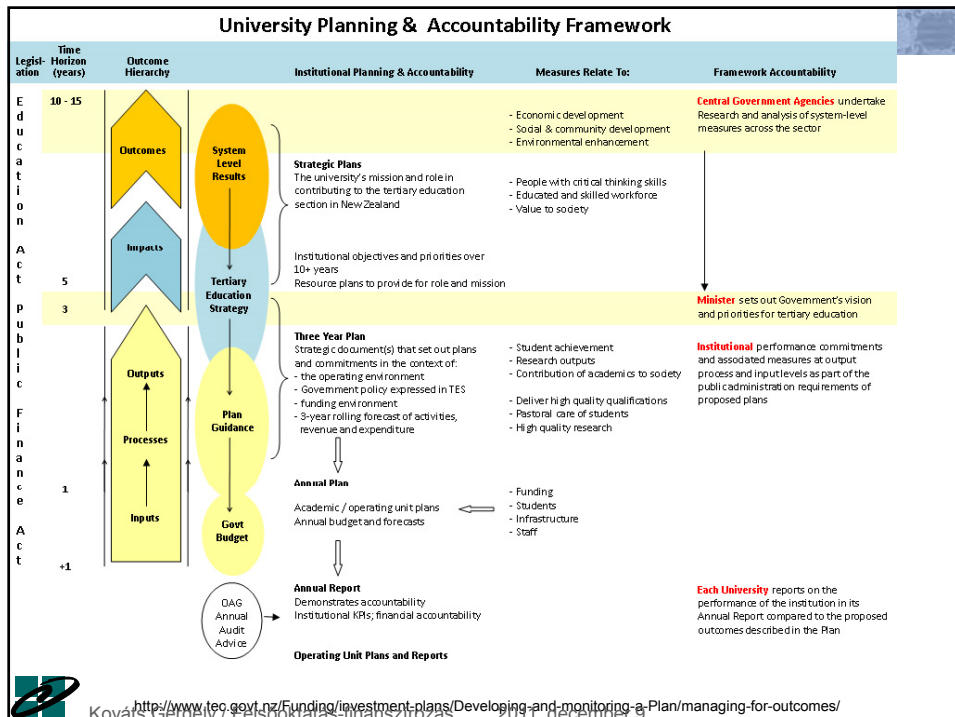 University Planning & Accountability Framework
Legisl-
ation
Time
Horizon
(years)
Outcome
Hierarchy
Institutional Planning & Accountability
Measures Relate To:
Framework Accountability
Education Act Public Finance Act
10 - 15
5
3
1
+1
Outcomes
Impacts
Outputs
Processes
Inputs
System
Level
Results
Tertiary
Education
Strategy
Plan
Guidance
Govt
Budget
OAG
Annual
Audit
Advice
Strategic Plans
The university's mission and role in
contributing to the tertiary education
section in New Zealand
Institutional objectives and priorities over
10+ years
Resource plans to provide for role and mission
Three Year Plan
Strategic document(s) that set out plans
and commitments in the context of:
- the operating environment
- Government policy expressed in TES
- funding environment
- 3-year rolling forecast of activities,
revenue and expenditure
Annual Plan
Academic / operating unit plans
Annual budget and forecasts
Annual Report
Demonstrates accountability
Institutional KPIs; financial accountability
Operating Unit Plans and Reports
- Economic development
- Social & community development
- Environmental enhancement
- People with critical thinking skills
- Educated and skilled workforce
- Value to society
- Student achievement
- Research outputs
- Contribution of academics to society
- Deliver high quality qualifications
- Pastoral care of students
- High quality research
- Funding
- Students
- Infrastructure
- Staff
Central Government Agencies undertake
Research and analysis of system-level
measures across the sector
Minister sets out Government's vision
and priorities for tertiary education
Institutional performance commitments
and associated measures at output
process and input levels as part of the
public administration requirements of
proposed plans
Each University reports on the
performance of the institution in its
Annual Report compared to the proposed
outcomes described in the Plan
http://www.tec.govt.nz/Funding/investment-plans/Developing-and-monitoring-a-Plan/managing-for-outcomes/
Kováts Gergely / Felsőoktatás-finanszírozás 2011. december 9.